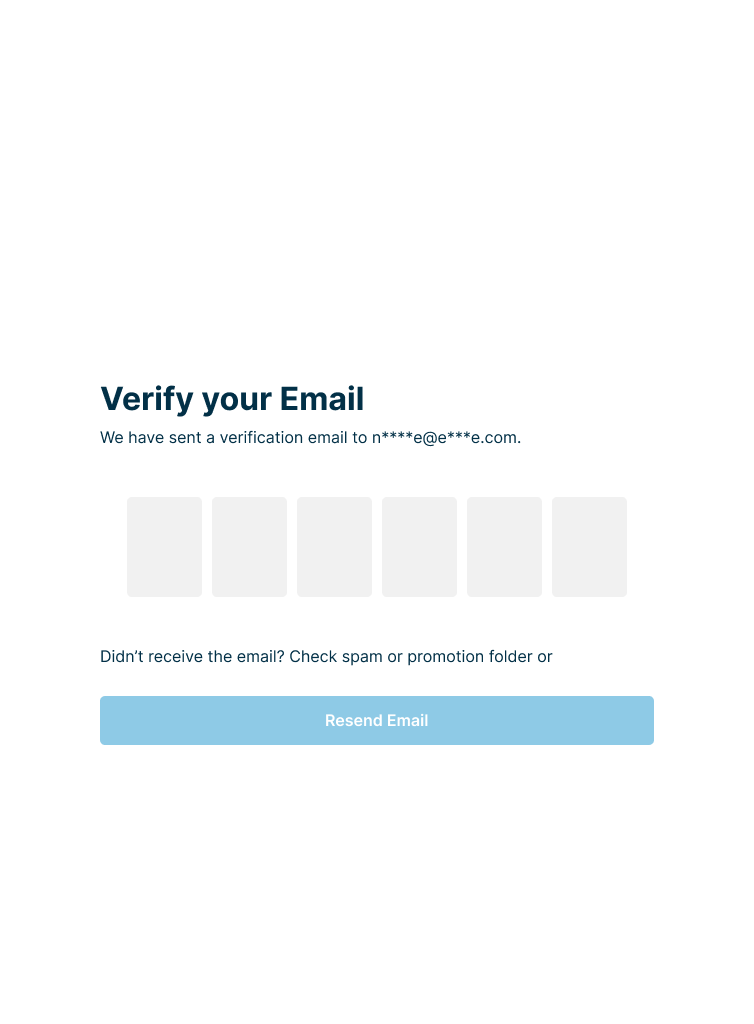 Verify your Email
We have sent a verification email to n****e@e***e.com.
Didn’t receive the email? Check spam or promotion folder or
Resend Email